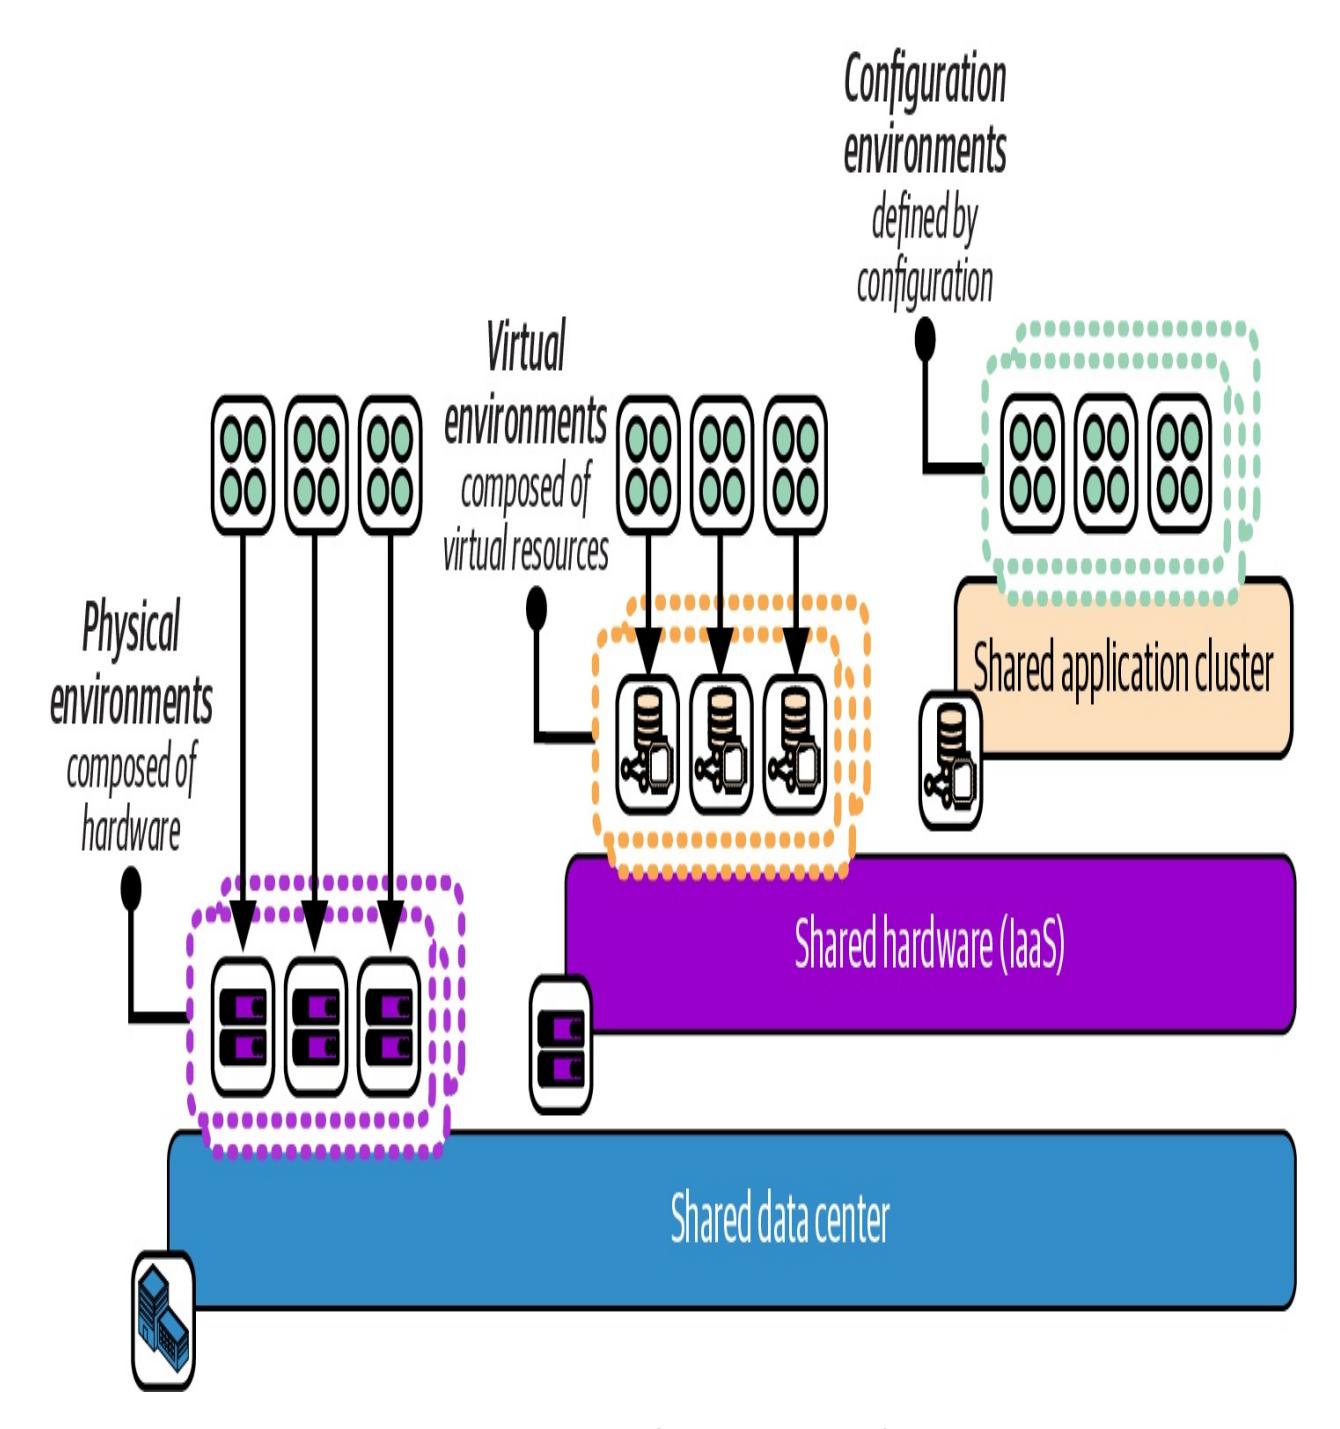 Configuration
environments
defined by
configuration
Virtual
environments
composed of
virtual resources
Physical
environments
composed of
hardware
Shared application cluster
Shared hardware (IaaS)
Shared data center